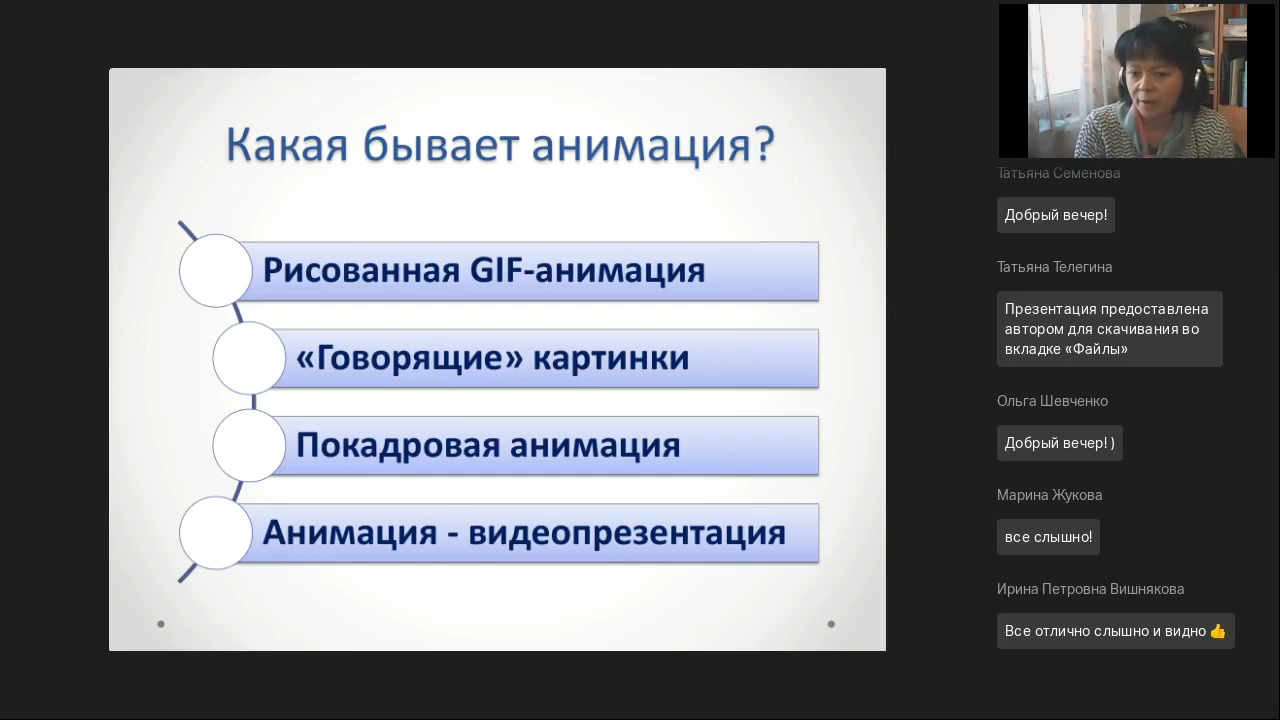 Какая бывает анимация?
Рисованная GIF-анимация
«Говорящие» картинки
Покадровая анимация
Анимация - видеопрезентация
Татьяна Семенова
Добрый вечер!
Татьяна Телегина
Презентация предоставлена
автором для скачивания во
вкладке «Файлы»
Ольга Шевченко
Добрый вечер! )
Марина Жукова
все слышно!
Ирина Петровна Вишнякова
Все отлично слышно и видно 👍